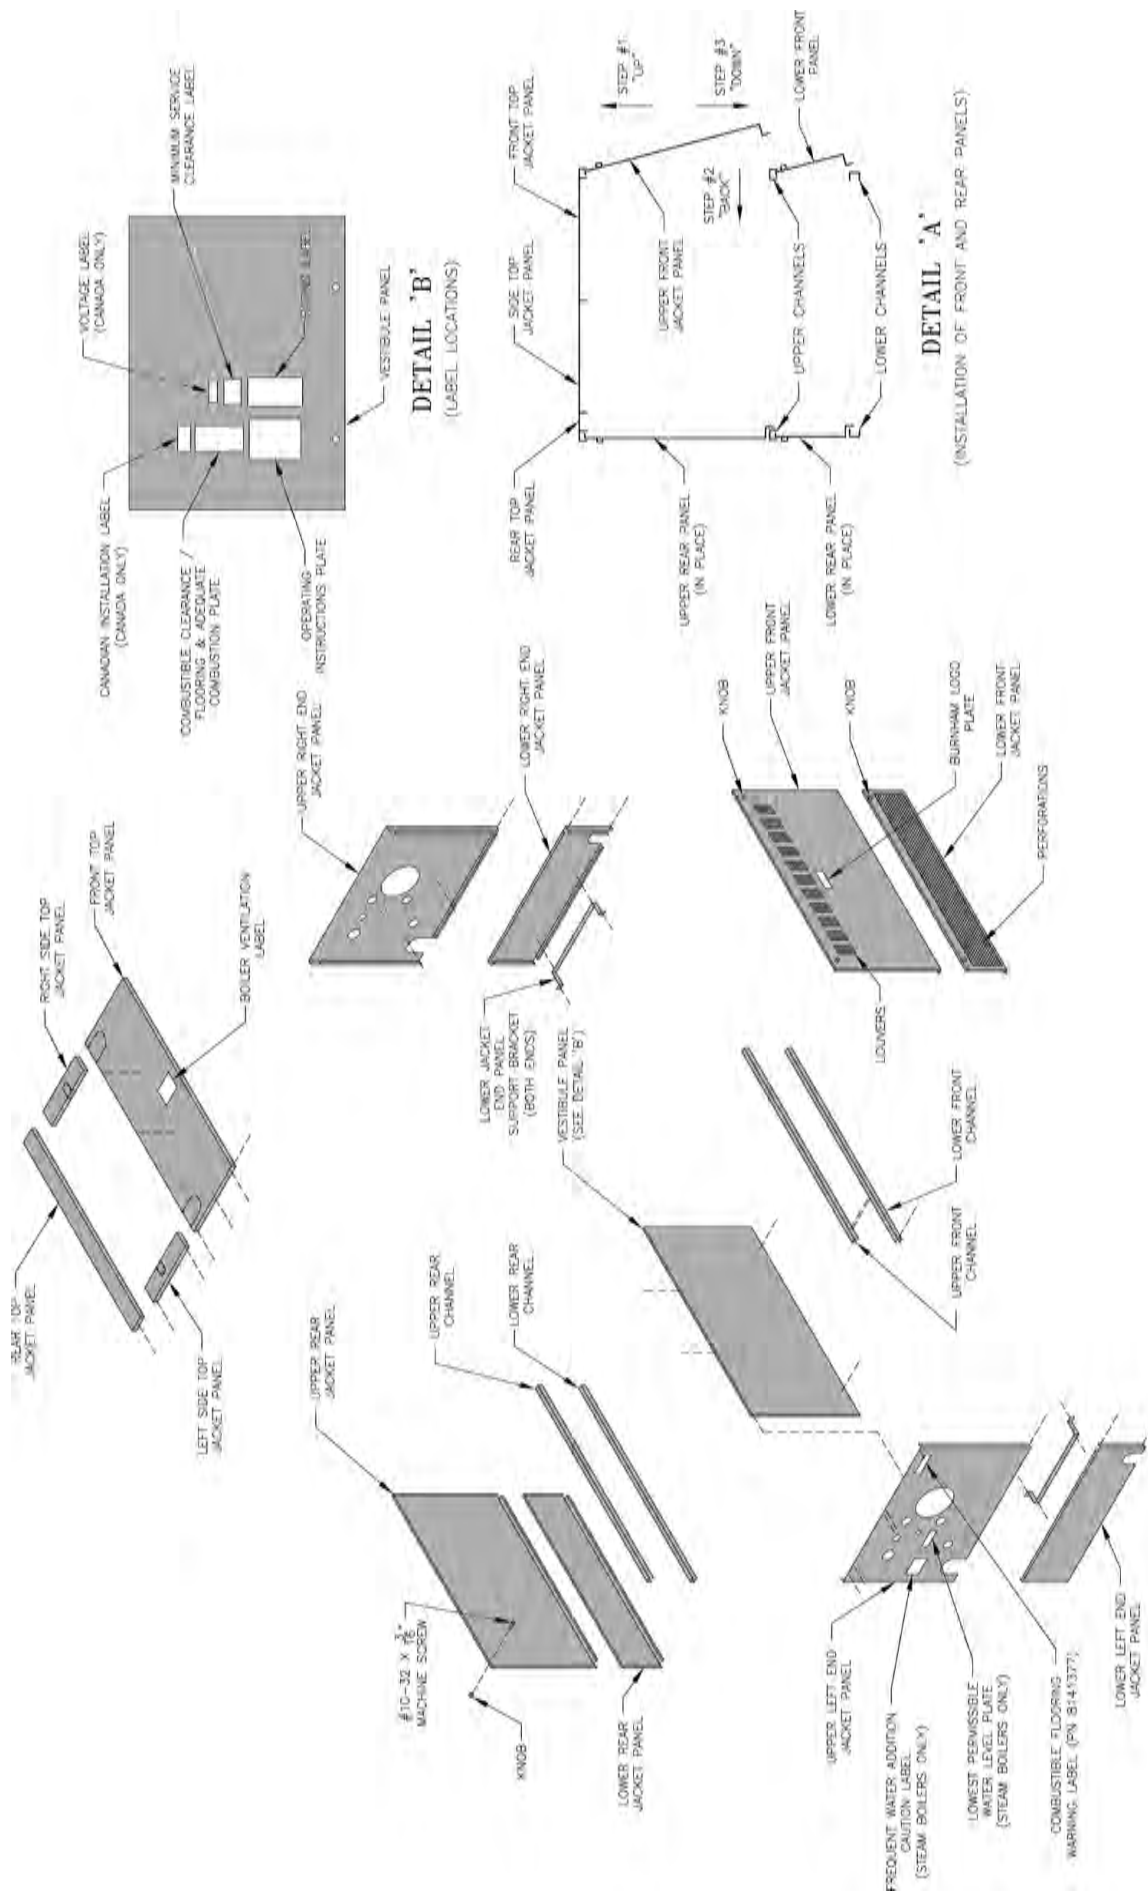 REAR TOP
JACKET PANEL
RIGHT SIDE TOP
JACKET PANEL
FRONT TOP
JACKET PANEL
BOILER VENTILATION
LABEL
LEFT SIDE TOP
JACKET PANEL
CANADIAN INSTALLATION LABEL
(CANADA ONLY)
VOLTAGE LABEL
(CANADA ONLY)
MINIMUM SERVICE
CLEARANCE LABEL
COMBUSTIBLE CLEARANCE /
FLOORING & ADEQUATE
COMBUSTION PLATE
OPERATING
INSTRUCTIONS PLATE
LABEL
VESTIBULE PANEL
DETAIL 'B'
(LABEL LOCATIONS)
UPPER RIGHT END
JACKET PANEL
LOWER RIGHT END
JACKET PANEL
LOWER JACKET
END PANEL
SUPPORT BRACKET
(BOTH ENDS)
VESTIBULE PANEL
(SEE DETAIL "B")
UPPER REAR
JACKET PANEL
UPPER REAR
CHANNEL
LOWER REAR
CHANNEL
#10-32 X 3/16"
MACHINE SCREW
KNOB
LOWER REAR
JACKET PANEL
REAR TOP
JACKET PANEL
SIDE TOP
JACKET PANEL
FRONT TOP
JACKET PANEL
STEP #1
"UP"
STEP #2
"BACK"
STEP #3
"DOWN"
UPPER FRONT
JACKET PANEL
LOWER FRONT
PANEL
UPPER CHANNELS
LOWER CHANNELS
UPPER REAR PANEL
(IN PLACE)
LOWER REAR PANEL
(IN PLACE)
DETAIL "A"
(INSTALLATION OF FRONT AND REAR PANELS)
KNOB
UPPER FRONT
JACKET PANEL
KNOB
BURNHAM LOGO
PLATE
LOWER FRONT
JACKET PANEL
PERFORATIONS
LOUVERS
LOWER FRONT
CHANNEL
UPPER FRONT
CHANNEL
UPPER LEFT END
JACKET PANEL
FREQUENT WATER ADDITION
CAUTION LABEL
(STEAM BOILERS ONLY)
LOWEST PERMISSIBLE
WATER LEVEL PLATE
(STEAM BOILERS ONLY)
COMBUSTIBLE FLOORING
WARNING LABEL (PN 8141377)
LOWER LEFT END
JACKET PANEL